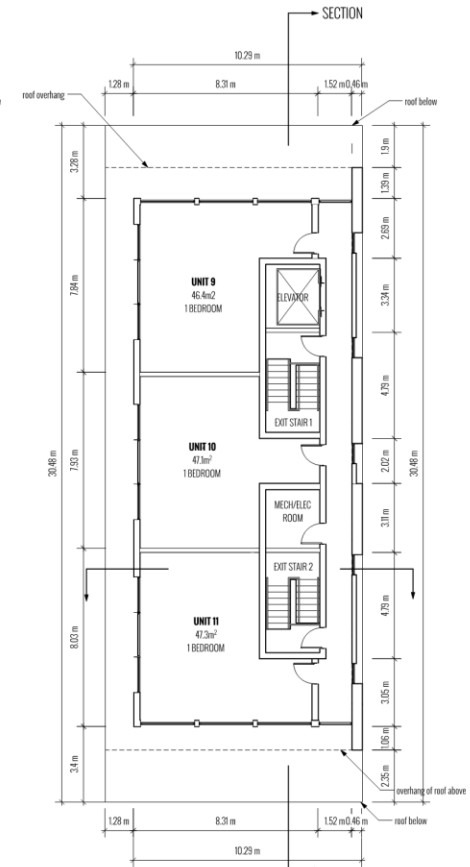 SECTION
10.29 m
1.28 m
8.31 m
1.52 m
0.46 m
roof overhang
roof below
3.28 m
1.9 m
1.39 m
2.69 m
UNIT 9
46.4m2
1 BEDROOM
ELEVATOR
7.84 m
3.34 m
EXIT STAIR 1
4.79 m
UNIT 10
47.1m²
1 BEDROOM
30.48 m
7.93 m
2.02 m
30.48 m
MECH/ELEC
ROOM
3.11 m
EXIT STAIR 2
UNIT 11
47.3m²
1 BEDROOM
4.79 m
8.03 m
3.05 m
1.06 m
3.4 m
2.35 m
overhang of roof above
roof below
1.28 m
8.31 m
1.52 m
0.46 m
10.29 m